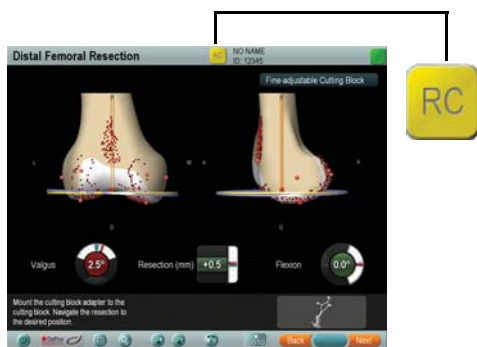 Distal Femoral Resection
RC
NO NAME
ID: 12345
RC
Fine-adjustable Cutting Block
L
M
A
P
D
D
Valgus
2.5°
Resection (mm)
+0.5
Flexion
0.0°
Mount the cutting block adapter to the
cutting block. Navigate the resection to
the desired position.
DePuy
Back
Next